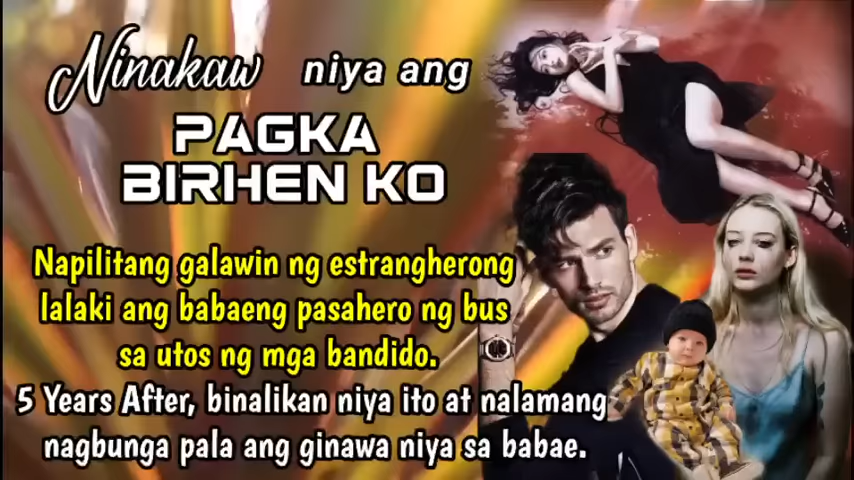 Ninakaw niya ang
PAGKA
BIRHEN KO
Napilitang galawin ng estrangherong
lalaki ang babaeng pasahero ng bus
sa utos ng mga bandido.
5 Years After, binalikan niya ito at nalamang
nagbunga pala ang ginawa niya sa babae.